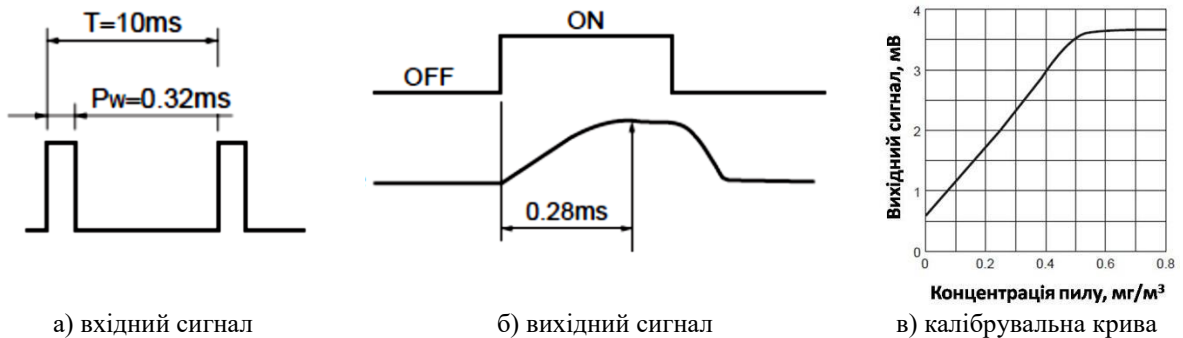 T=10ms
Pw=0.32ms
ON
OFF
0.28ms
Вихідний сигнал, мВ
4
3
2
1
0
0 0.2 0.4 0.6 0.8
Концентрація пилу, мг/м³
а) вхідний сигнал
б) вихідний сигнал
в) калібрувальна крива